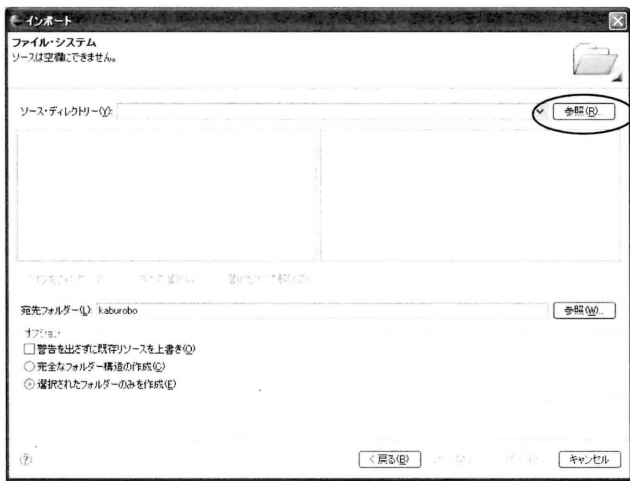 インポート
ファイル・システム
ソースは空欄にできません。
ソース・ディレクトリー(Y):
参照(R)...
宛先フォルダー(L): kaburobo
参照(W)...
オプション
警告を出さずに既存リソースを上書き(O)
完全なフォルダー構造の作成(C)
選択されたフォルダーのみを作成(E)
?
< 戻る(B)
キャンセル